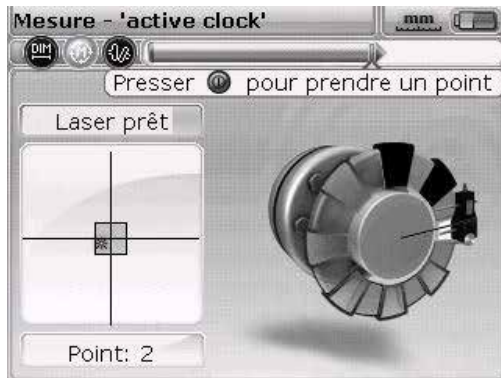 Mesure - 'active clock'
mm
DIM
Presser pour prendre un point
Laser prêt
Point: 2